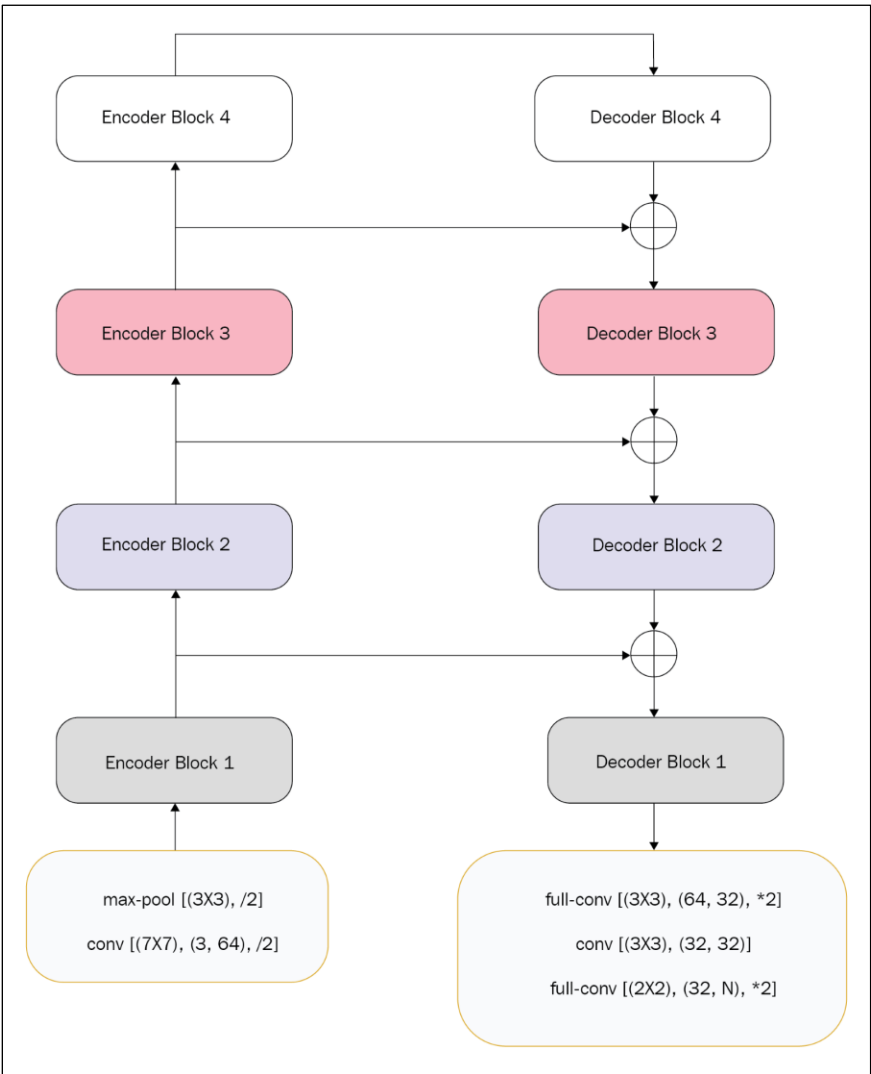 Encoder Block 4
Decoder Block 4
Encoder Block 3
Decoder Block 3
Encoder Block 2
Decoder Block 2
Encoder Block 1
Decoder Block 1
max-pool [(3X3), /2]
conv [(7X7), (3, 64), /2]
full-conv [(3X3), (64, 32), *2]
conv [(3X3), (32, 32)]
full-conv [(2X2), (32, N), *2]